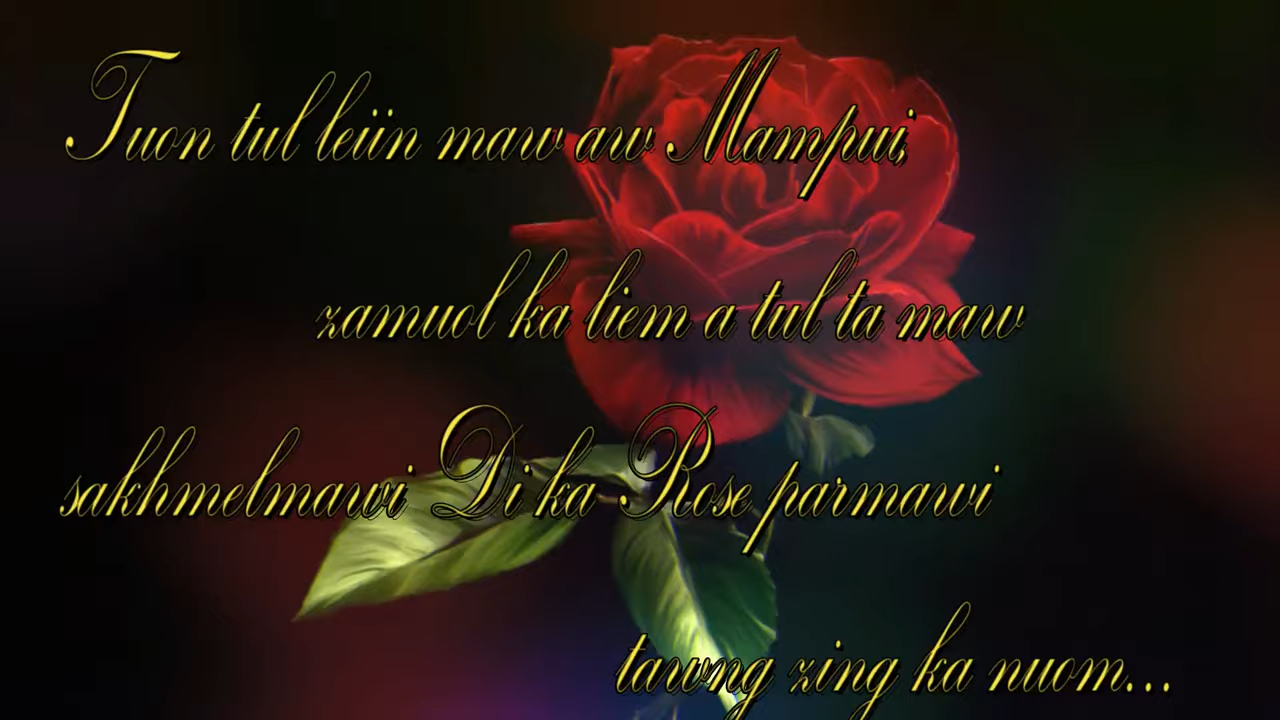 Tuon tul leiin maw aw Mampui,
zamuol ka liem a tul ta maw
sakhmelmawi Di ka Rose parmawi
tawng zing ka nuom...